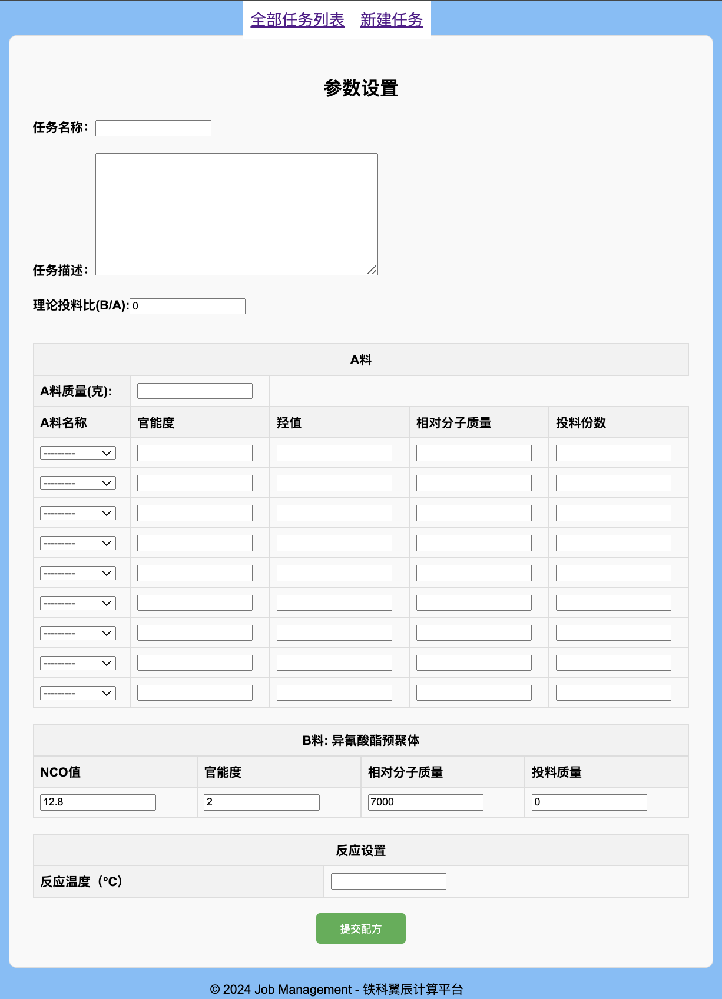 全部任务列表 新建任务
参数设置
任务名称：
任务描述：
理论投料比(B/A): 0
A料
A料质量(克):
A料名称 官能度 羟值 相对分子质量 投料份数
---------
---------
---------
---------
---------
---------
---------
---------
---------
B料: 异氰酸酯预聚体
NCO值 官能度 相对分子质量 投料质量
12.8 2 7000 0
反应设置
反应温度（°C）
提交配方
© 2024 Job Management - 铁科翼辰计算平台